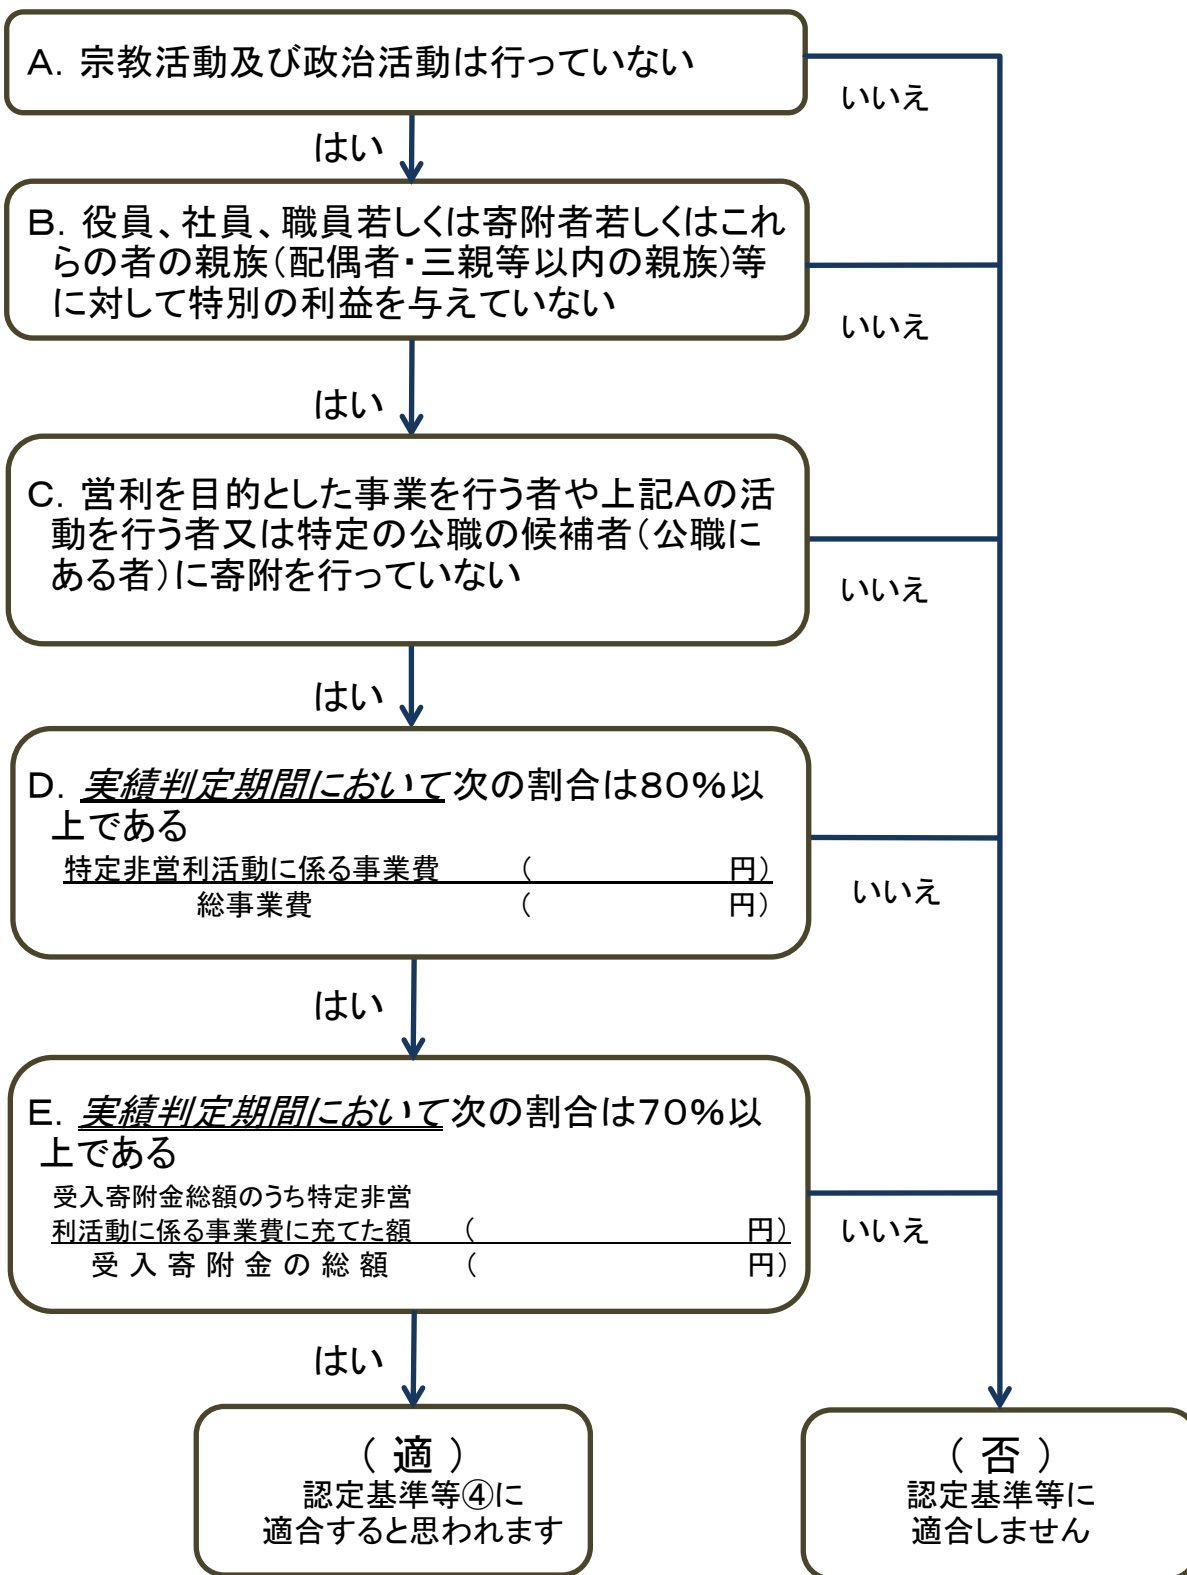 A. 宗教活動及び政治活動は行っていない
いいえ
はい
B. 役員、社員、職員若しくは寄附者若しくはこれ
らの者の親族(配偶者・三親等以内の親族)等
に対して特別の利益を与えていない
いいえ
はい
C. 営利を目的とした事業を行う者や上記Aの活
動を行う者又は特定の公職の候補者(公職に
ある者)に寄附を行っていない
いいえ
はい
D. 実績判定期間において次の割合は80%以
上である
特定非営利活動に係る事業費 ( 円)
総事業費 ( 円)
いいえ
はい
E. 実績判定期間において次の割合は70%以
上である
受入寄附金総額のうち特定非営
利活動に係る事業費に充てた額 ( 円)
受入寄附金の総額 ( 円)
いいえ
はい
(適)
認定基準等④に
適合すると思われます
(否)
認定基準等に
適合しません